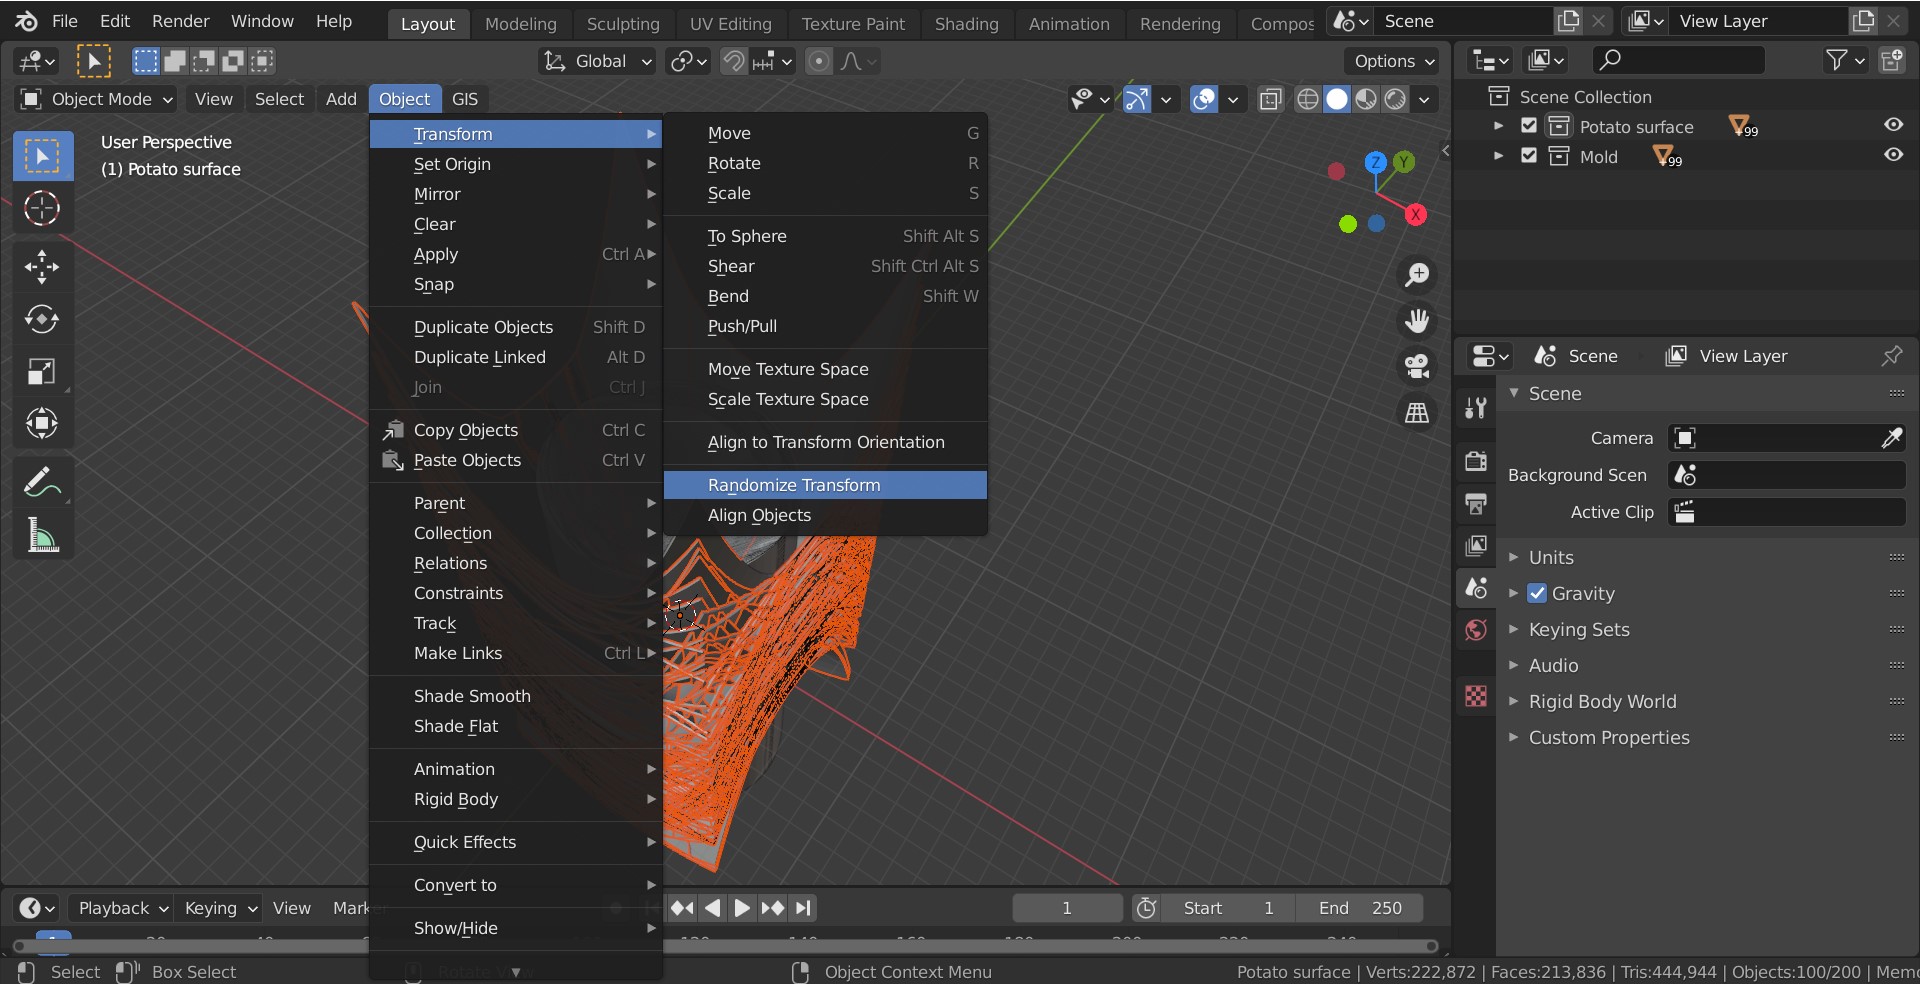 File Edit Render Window Help Layout Modeling Sculpting UV Editing Texture Paint Shading Animation Rendering Compos Scene View Layer
Global Options
Object Mode View Select Add Object GIS
User Perspective
(1) Potato surface
Transform
Set Origin
Mirror
Clear
Apply Ctrl A
Snap
Duplicate Objects Shift D
Duplicate Linked Alt D
Join Ctrl J
Copy Objects Ctrl C
Paste Objects Ctrl V
Parent
Collection
Relations
Constraints
Track
Make Links Ctrl L
Shade Smooth
Shade Flat
Animation
Rigid Body
Quick Effects
Convert to
Show/Hide
Move G
Rotate R
Scale S
To Sphere Shift Alt S
Shear Shift Ctrl Alt S
Bend Shift W
Push/Pull
Move Texture Space
Scale Texture Space
Align to Transform Orientation
Randomize Transform
Align Objects
Z Y
X
Scene Collection
Potato surface +99
Mold +99
Scene View Layer
Scene
Camera
Background Scen
Active Clip
Units
Gravity
Keying Sets
Audio
Rigid Body World
Custom Properties
Playback Keying View Mark 1 Start 1 End 250
Select Box Select Rotate View Object Context Menu Potato surface | Verts:222,872 | Faces:213,836 | Tris:444,944 | Objects:100/200 | Memo